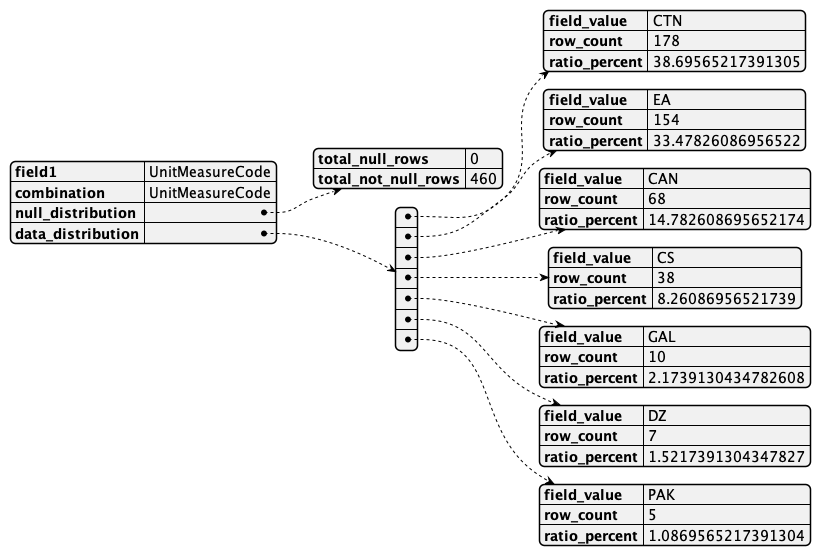 field1 UnitMeasureCode
combination UnitMeasureCode
null_distribution
data_distribution
total_null_rows 0
total_not_null_rows 460
field_value CTN
row_count 178
ratio_percent 38.69565217391305
field_value EA
row_count 154
ratio_percent 33.47826086956522
field_value CAN
row_count 68
ratio_percent 14.782608695652174
field_value CS
row_count 38
ratio_percent 8.26086956521739
field_value GAL
row_count 10
ratio_percent 2.1739130434782608
field_value DZ
row_count 7
ratio_percent 1.5217391304347827
field_value PAK
row_count 5
ratio_percent 1.0869565217391304